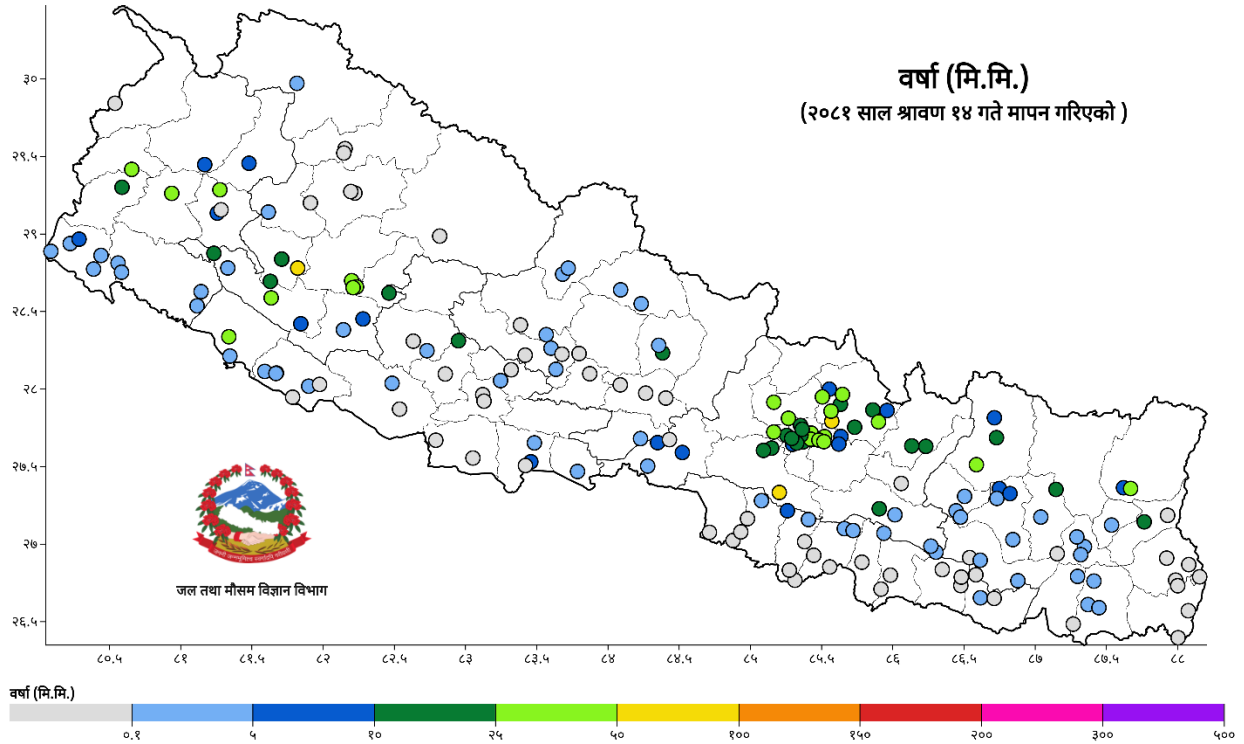 वर्षा (मि.मि.)
(२०८१ साल श्रावण १४ गते मापन गरिएको )
३०
२९.५
२९
२८.५
२८
२७.५
२७
२६.५
जल तथा मौसम विज्ञान विभाग
८०.५ ८१ ८१.५ ८२ ८२.५ ८३ ८३.५ ८४ ८४.५ ८५ ८५.५ ८६ ८६.५ ८७ ८७.५ ८८
वर्षा (मि.मि.)
०.१ ५ १० २५ ५० १०० १५० २०० ३०० ५००